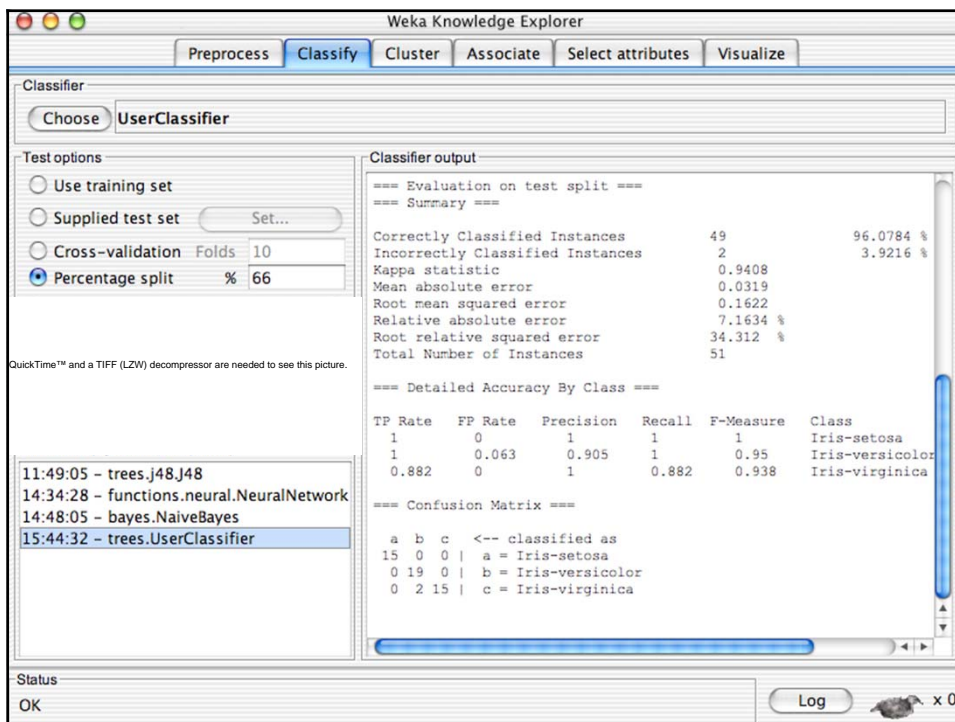 Weka Knowledge Explorer
Preprocess Classify Cluster Associate Select attributes Visualize
Classifier
Choose UserClassifier
Test options
Use training set
Supplied test set Set...
Cross-validation Folds 10
Percentage split % 66
QuickTime™ and a TIFF (LZW) decompressor are needed to see this picture.
11:49:05 – trees.j48.J48
14:34:28 – functions.neural.NeuralNetwork
14:48:05 – bayes.NaiveBayes
15:44:32 – trees.UserClassifier
Classifier output
=== Evaluation on test split ===
=== Summary ===
Correctly Classified Instances 49 96.0784 %
Incorrectly Classified Instances 2 3.9216 %
Kappa statistic 0.9408
Mean absolute error 0.0319
Root mean squared error 0.1622
Relative absolute error 7.1634 %
Root relative squared error 34.312 %
Total Number of Instances 51
=== Detailed Accuracy By Class ===
TP Rate FP Rate Precision Recall F-Measure Class
1 0 1 1 1 Iris-setosa
1 0.063 0.905 1 0.95 Iris-versicolor
0.882 0 1 0.882 0.938 Iris-virginica
=== Confusion Matrix ===
a b c <-- classified as
15 0 0 | a = Iris-setosa
0 19 0 | b = Iris-versicolor
0 2 15 | c = Iris-virginica
Status
OK
Log
x 0